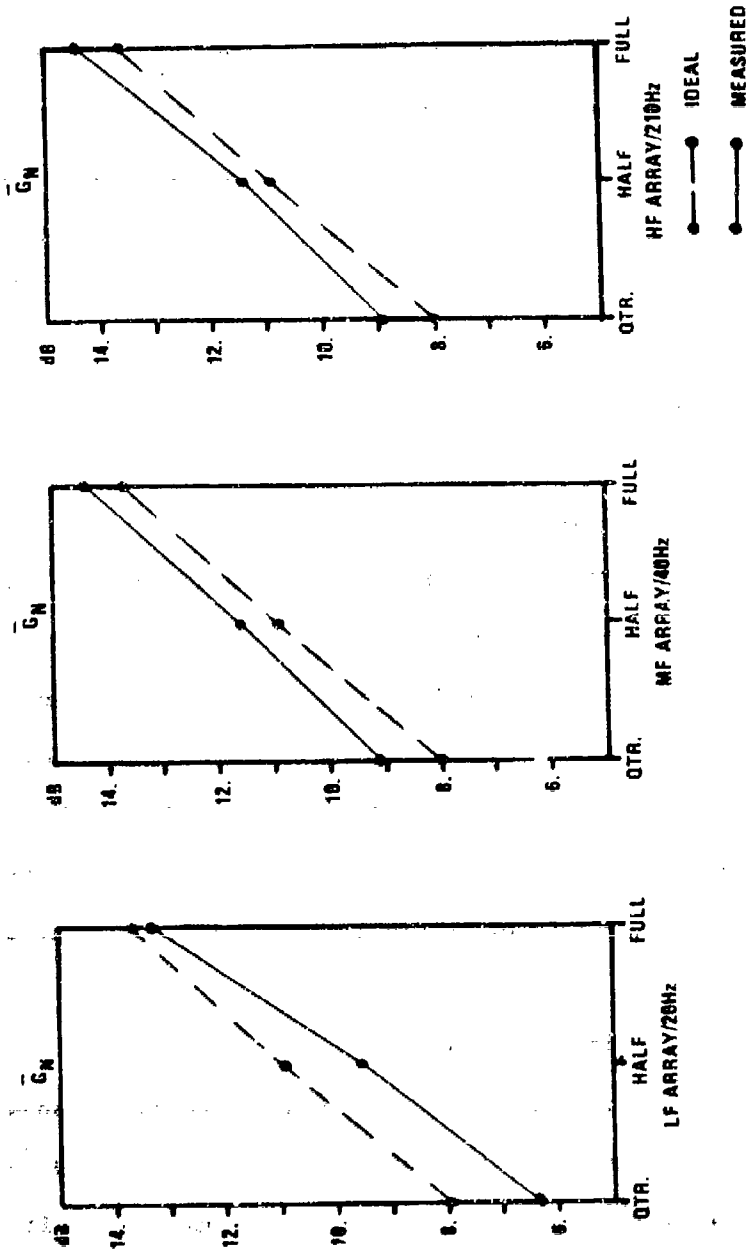 G̅N
dB
14.
12.
10.
8.
6.
QTR.
HALF
FULL
LF ARRAY/20Hz
G̅N
dB
14.
12.
10.
8.
6.
QTR.
HALF
FULL
MF ARRAY/40Hz
G̅N
dB
14.
12.
10.
8.
6.
QTR.
HALF
FULL
HF ARRAY/210Hz
IDEAL
MEASURED